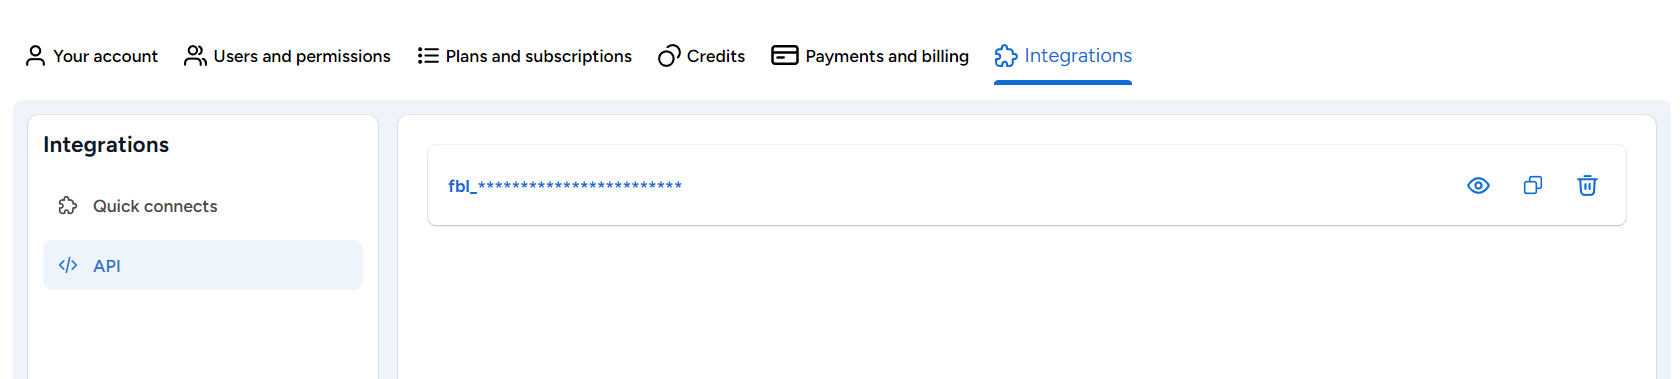 Your account Users and permissions Plans and subscriptions Credits Payments and billing Integrations
Integrations
Quick connects
API
fbl_************************